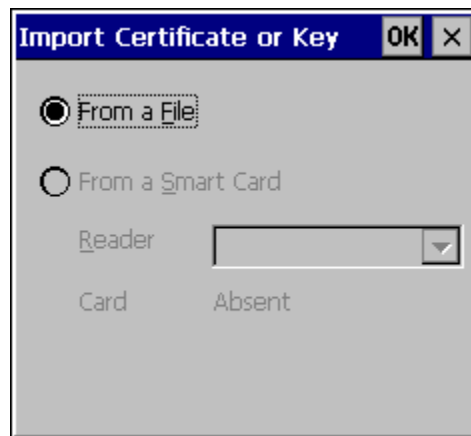 Import Certificate or Key OK ×
From a File
From a Smart Card
Reader
Card Absent